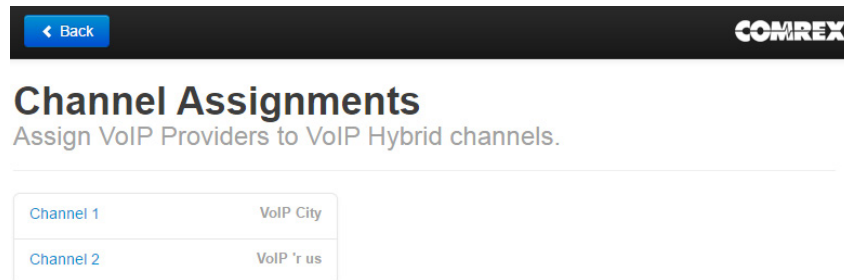 Back
COMREX
Channel Assignments
Assign VoIP Providers to VoIP Hybrid channels.
Channel 1 VoIP City
Channel 2 VoIP 'r us